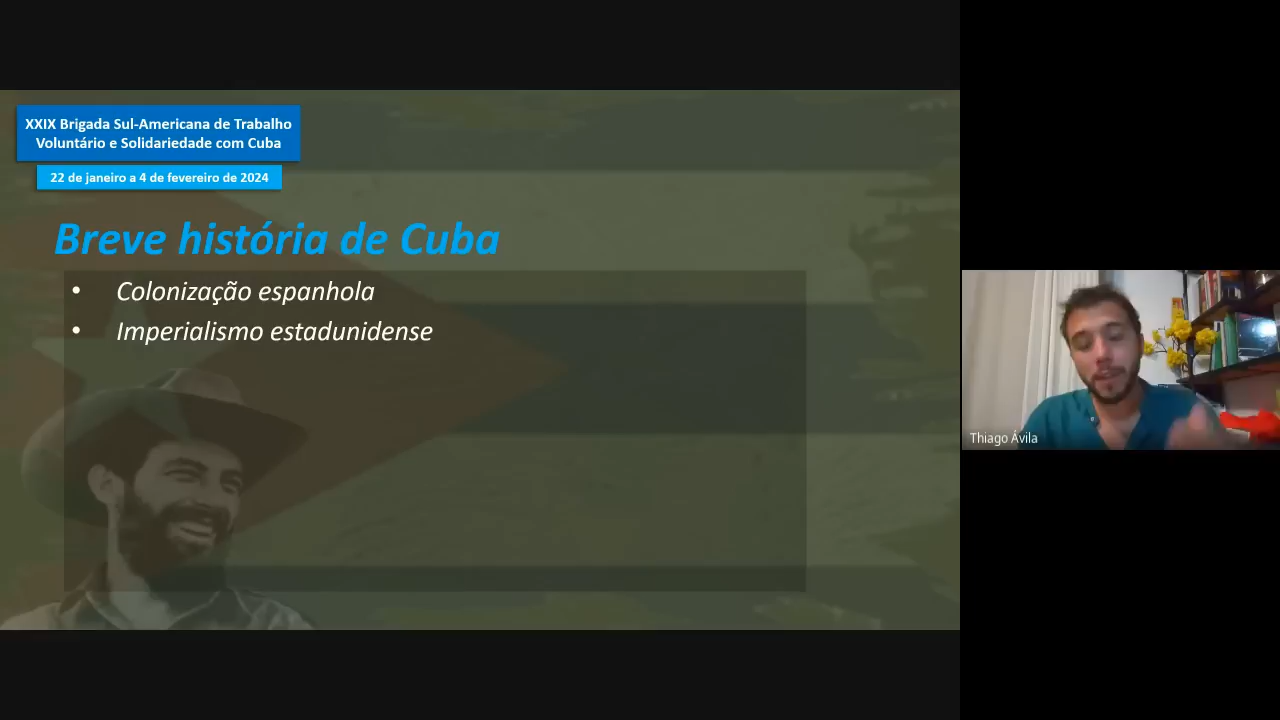 XXIX Brigada Sul-Americana de Trabalho
Voluntário e Solidariedade com Cuba
22 de janeiro a 4 de fevereiro de 2024
Breve história de Cuba
• Colonização espanhola
• Imperialismo estadunidense
Thiago Ávila